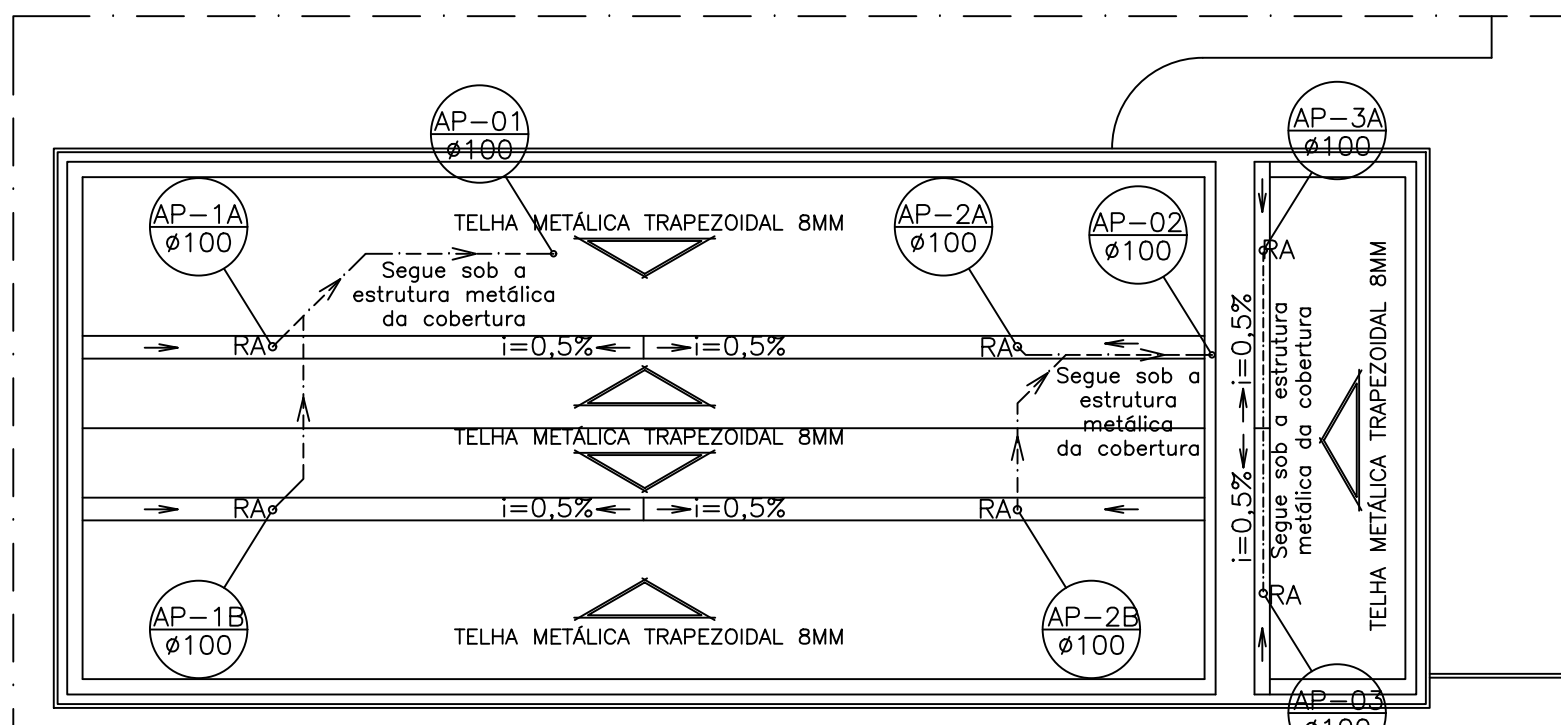 AP-01
ø100
AP-3A
ø100
AP-1A
ø100
TELHA METÁLICA TRAPEZOIDAL 8MM
AP-2A
ø100
AP-02
ø100
Segue sob a
estrutura metálica
da cobertura
RA
RA
i=0,5%
i=0,5%
RA
Segue sob a
estrutura
metálica
da cobertura
i=0,5%
i=0,5%
Segue sob a estrutura
metálica da cobertura
TELHA METÁLICA TRAPEZOIDAL 8MM
TELHA METÁLICA TRAPEZOIDAL 8MM
RA
i=0,5%
i=0,5%
RA
RA
AP-1B
ø100
TELHA METÁLICA TRAPEZOIDAL 8MM
AP-2B
ø100
AP-03
ø100